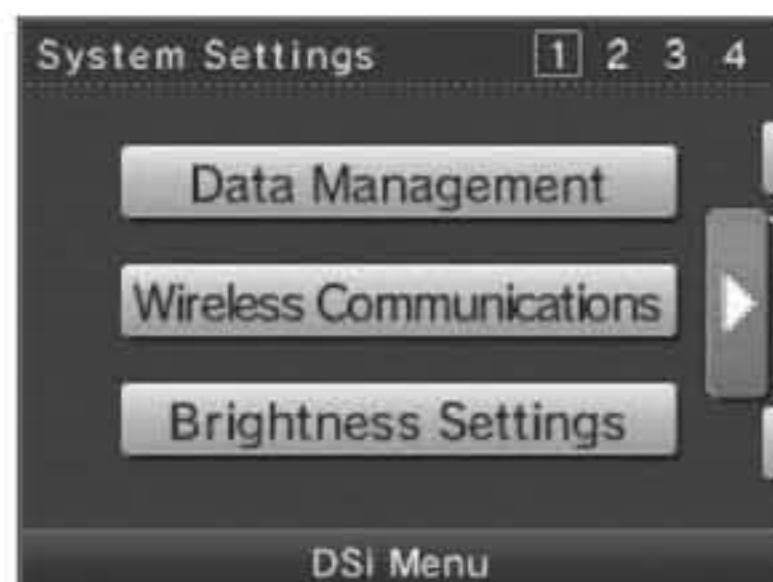 System Settings 1 2 3 4
Data Management
Wireless Communications
Brightness Settings
DSi Menu